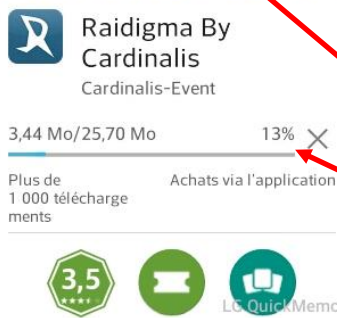 Raidigma By
Cardinalis
Cardinalis-Event
3,44 Mo/25,70 Mo 13%
Plus de Achats via l'application
1 000 télécharge
ments
3,5
LG QuickMemo